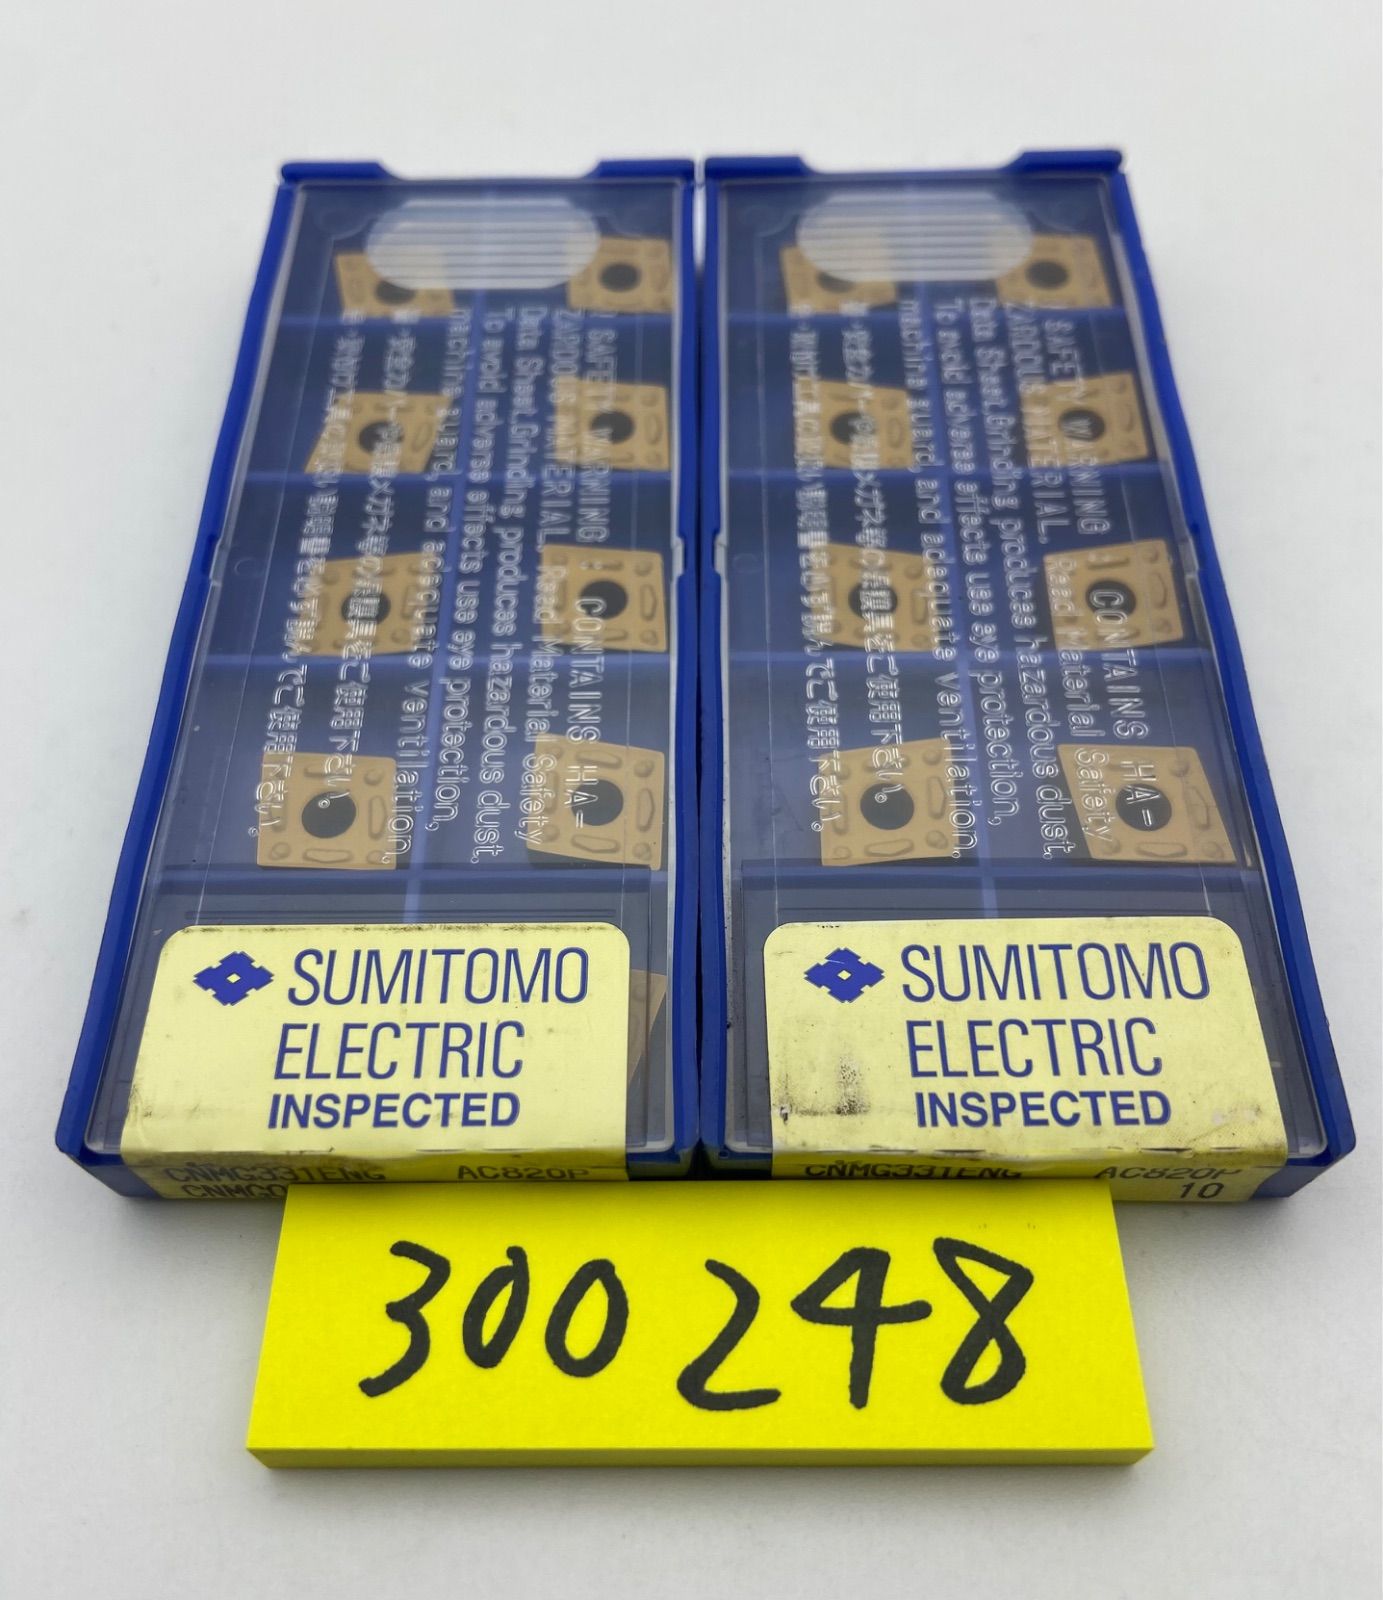 ! SAFETY WARNING ! CONTAINS HA-
ZARDOUS MATERIAL. Read Material Safety
Data Sheet. Grinding produces hazardous dust.
To avoid adverse effects use eye protection,
machine guard, and adequate ventilation.
SUMITOMO
ELECTRIC
INSPECTED
CNMG331ENG AC820P
! SAFETY WARNING ! CONTAINS HA-
ZARDOUS MATERIAL. Read Material Safety
Data Sheet. Grinding produces hazardous dust.
To avoid adverse effects use eye protection,
machine guard, and adequate ventilation.
SUMITOMO
ELECTRIC
INSPECTED
CNMG331ENG AC820P
10
300248